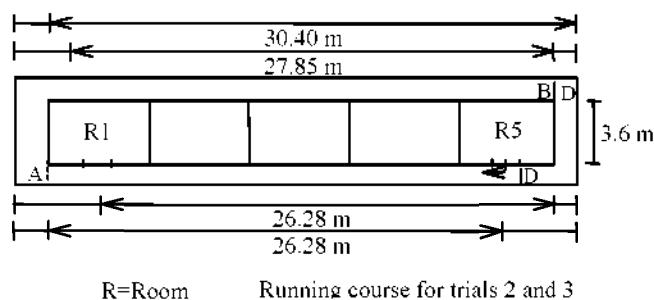 30.40 m
27.85 m
B D
R1 R5 3.6 m
A D
26.28 m
26.28 m
R=Room Running course for trials 2 and 3